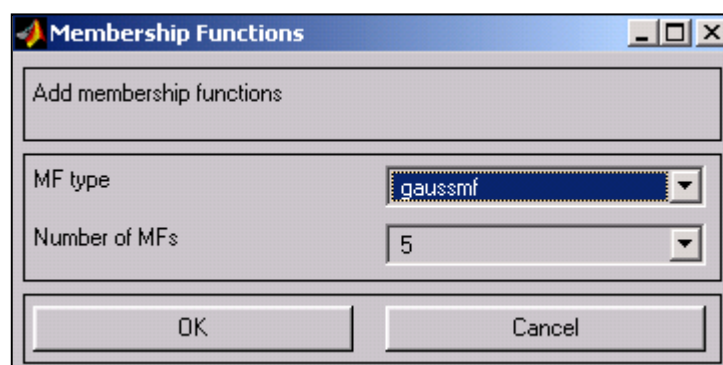 Membership Functions
Add membership functions
MF type
gaussmf
Number of MFs
5
OK
Cancel